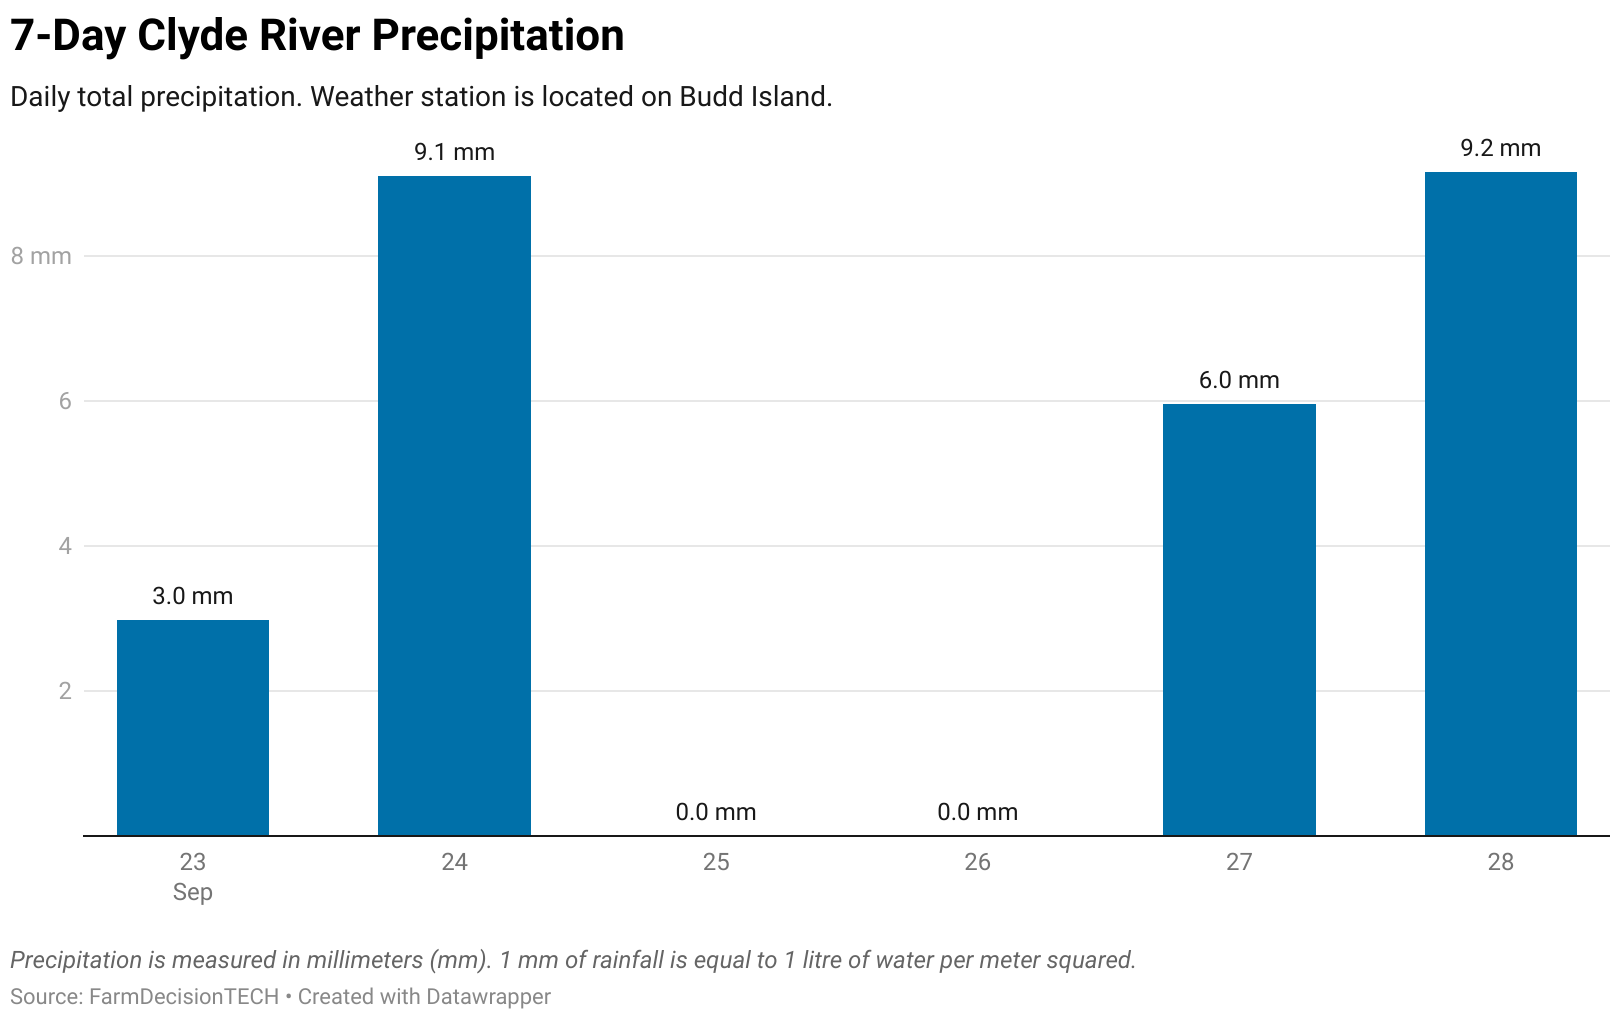 7-Day Clyde River Precipitation
Daily total precipitation. Weather station is located on Budd Island.
9.1 mm
9.2 mm
8 mm
6.0 mm
6
4
3.0 mm
2
0.0 mm
0.0 mm
23
24
25
26
27
28
Sep
Precipitation is measured in millimeters (mm). 1 mm of rainfall is equal to 1 litre of water per meter squared.
Source: FarmDecisionTECH • Created with Datawrapper